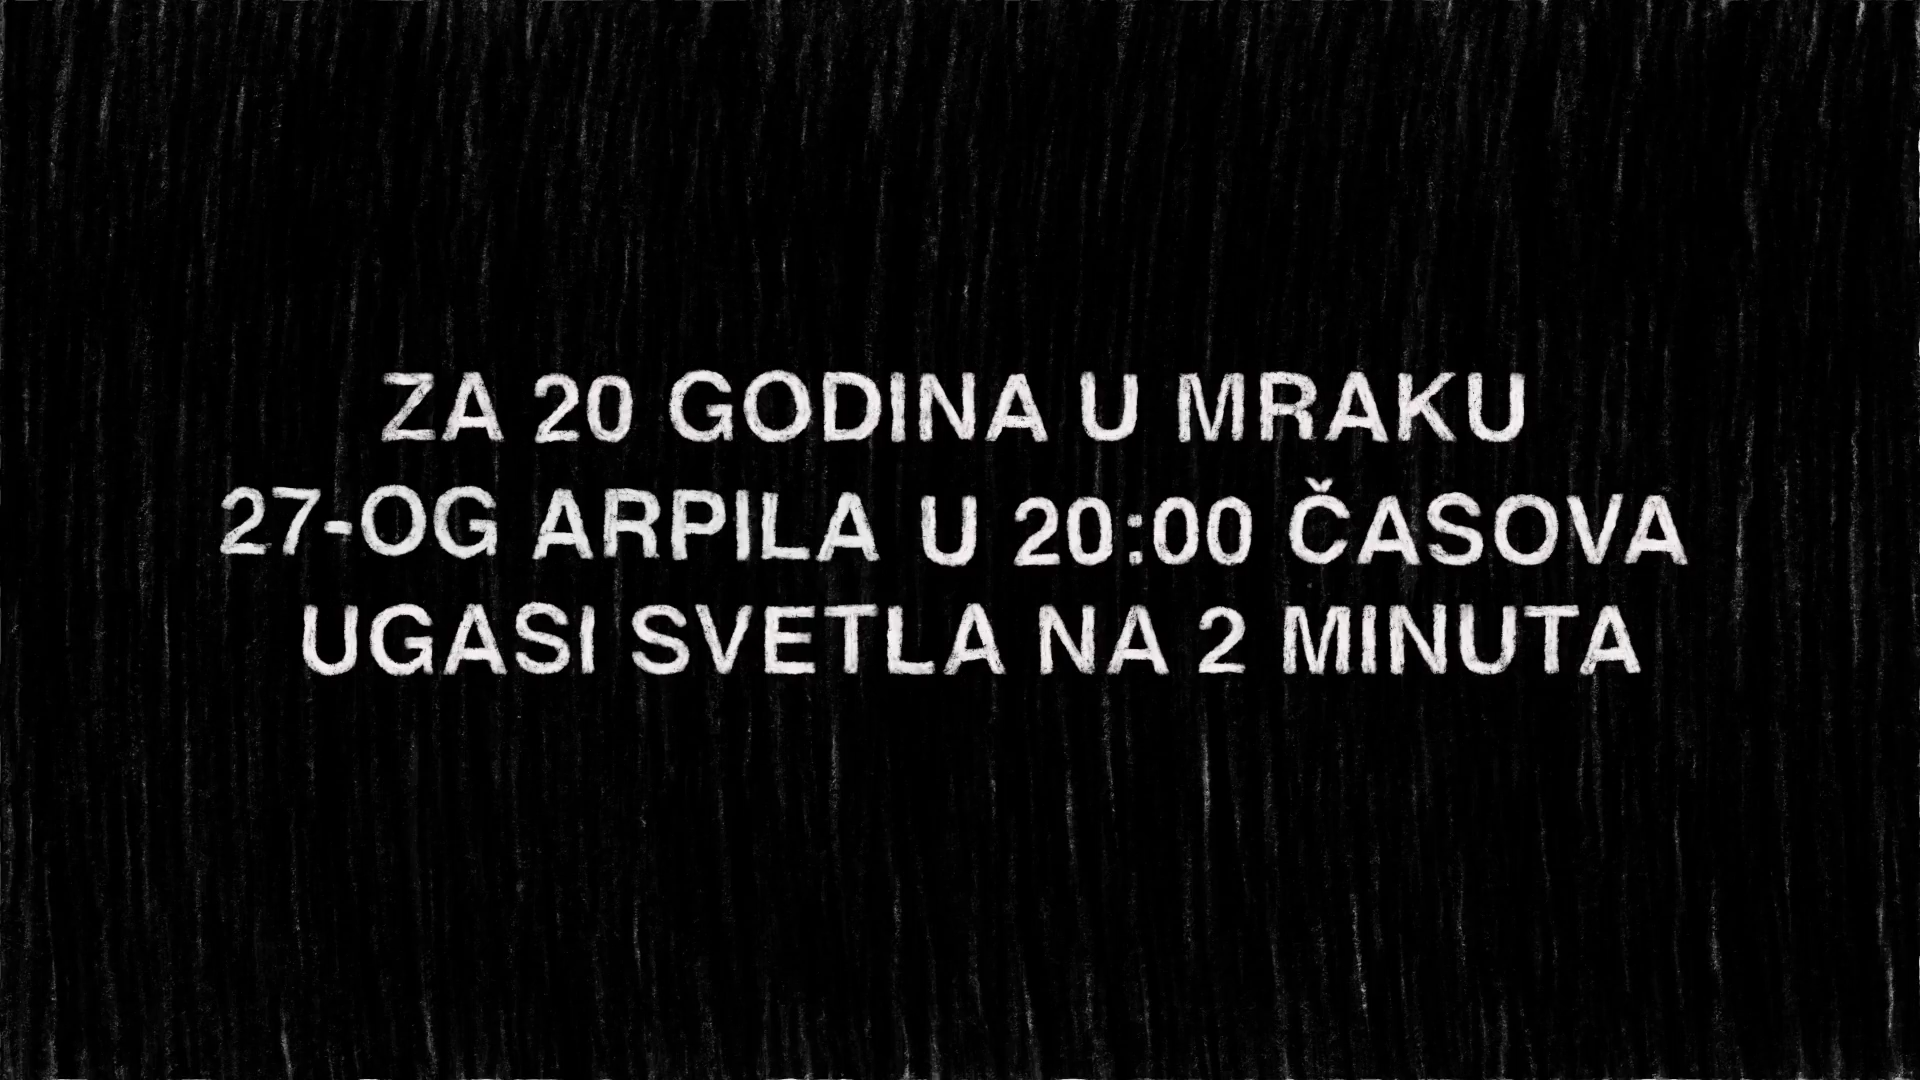 ZA 20 GODINA U MRAKU
27-OG ARPILA U 20:00 ČASOVA
UGASI SVETLA NA 2 MINUTA